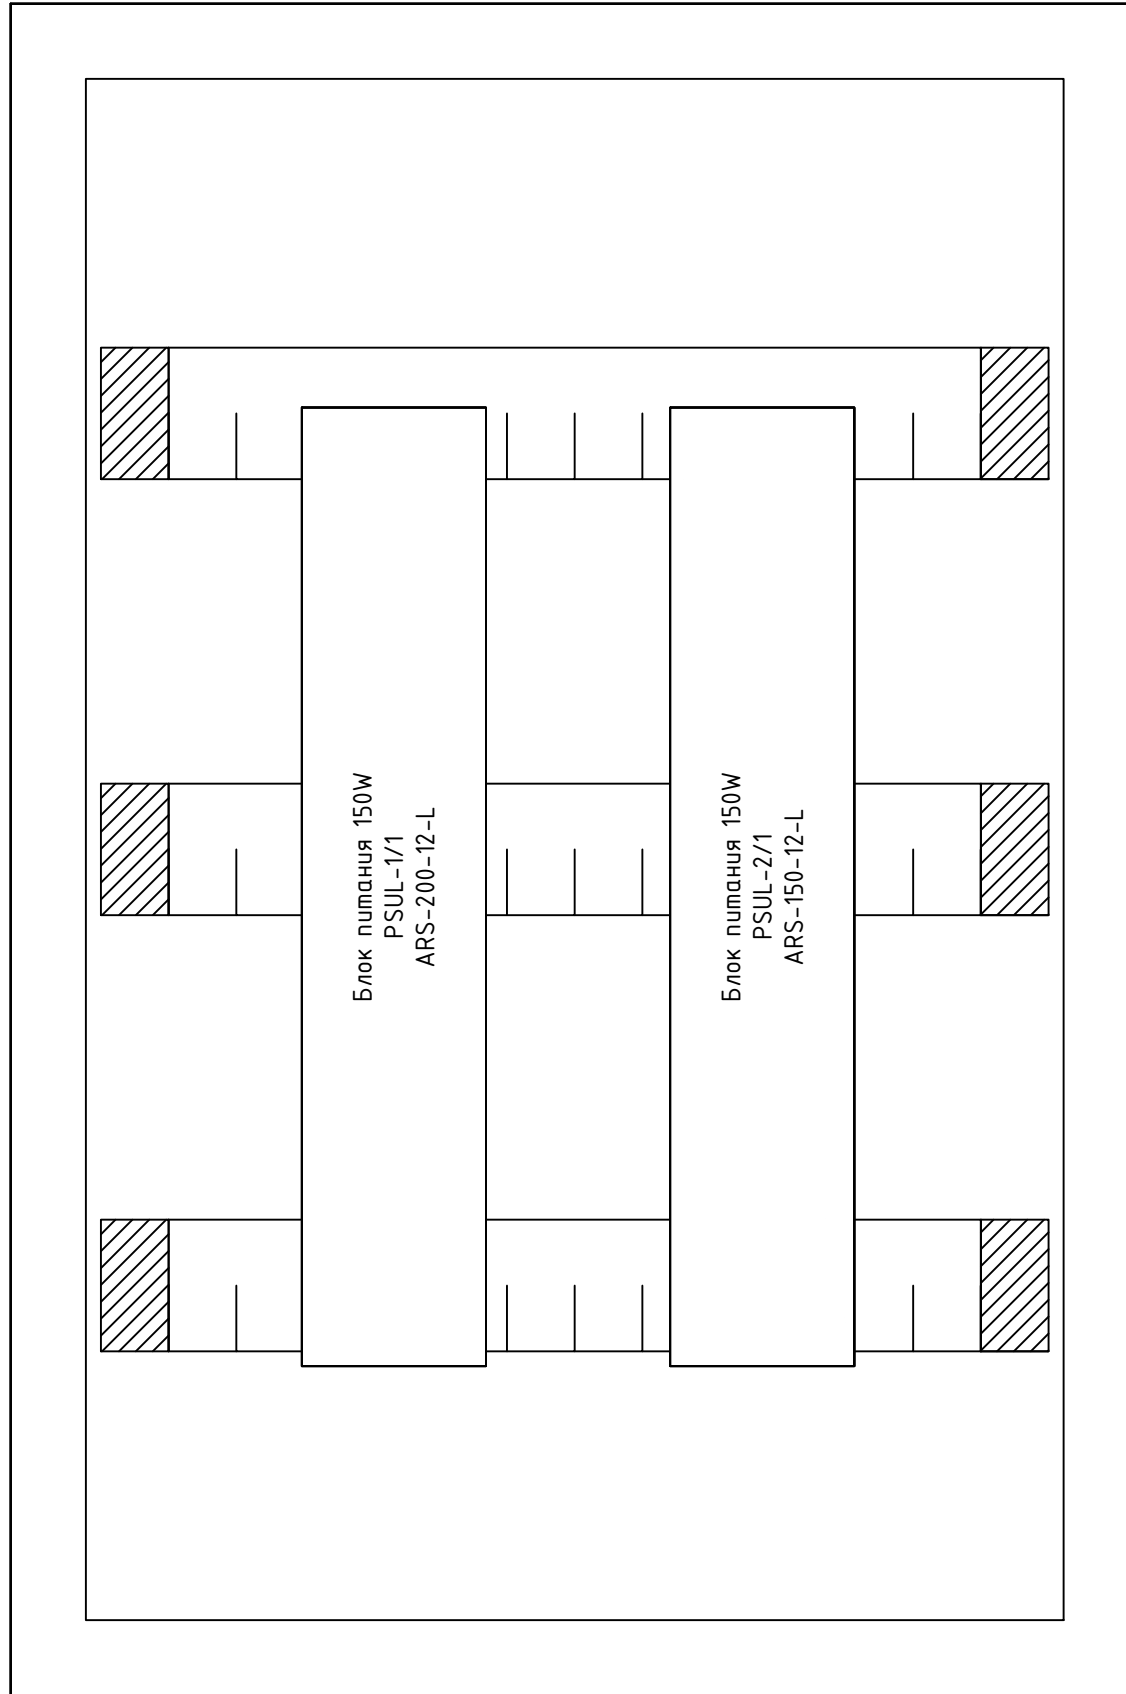 Блок питания 150W
PSUL-1/1
ARS-200-12-L
Блок питания 150W
PSUL-2/1
ARS-150-12-L